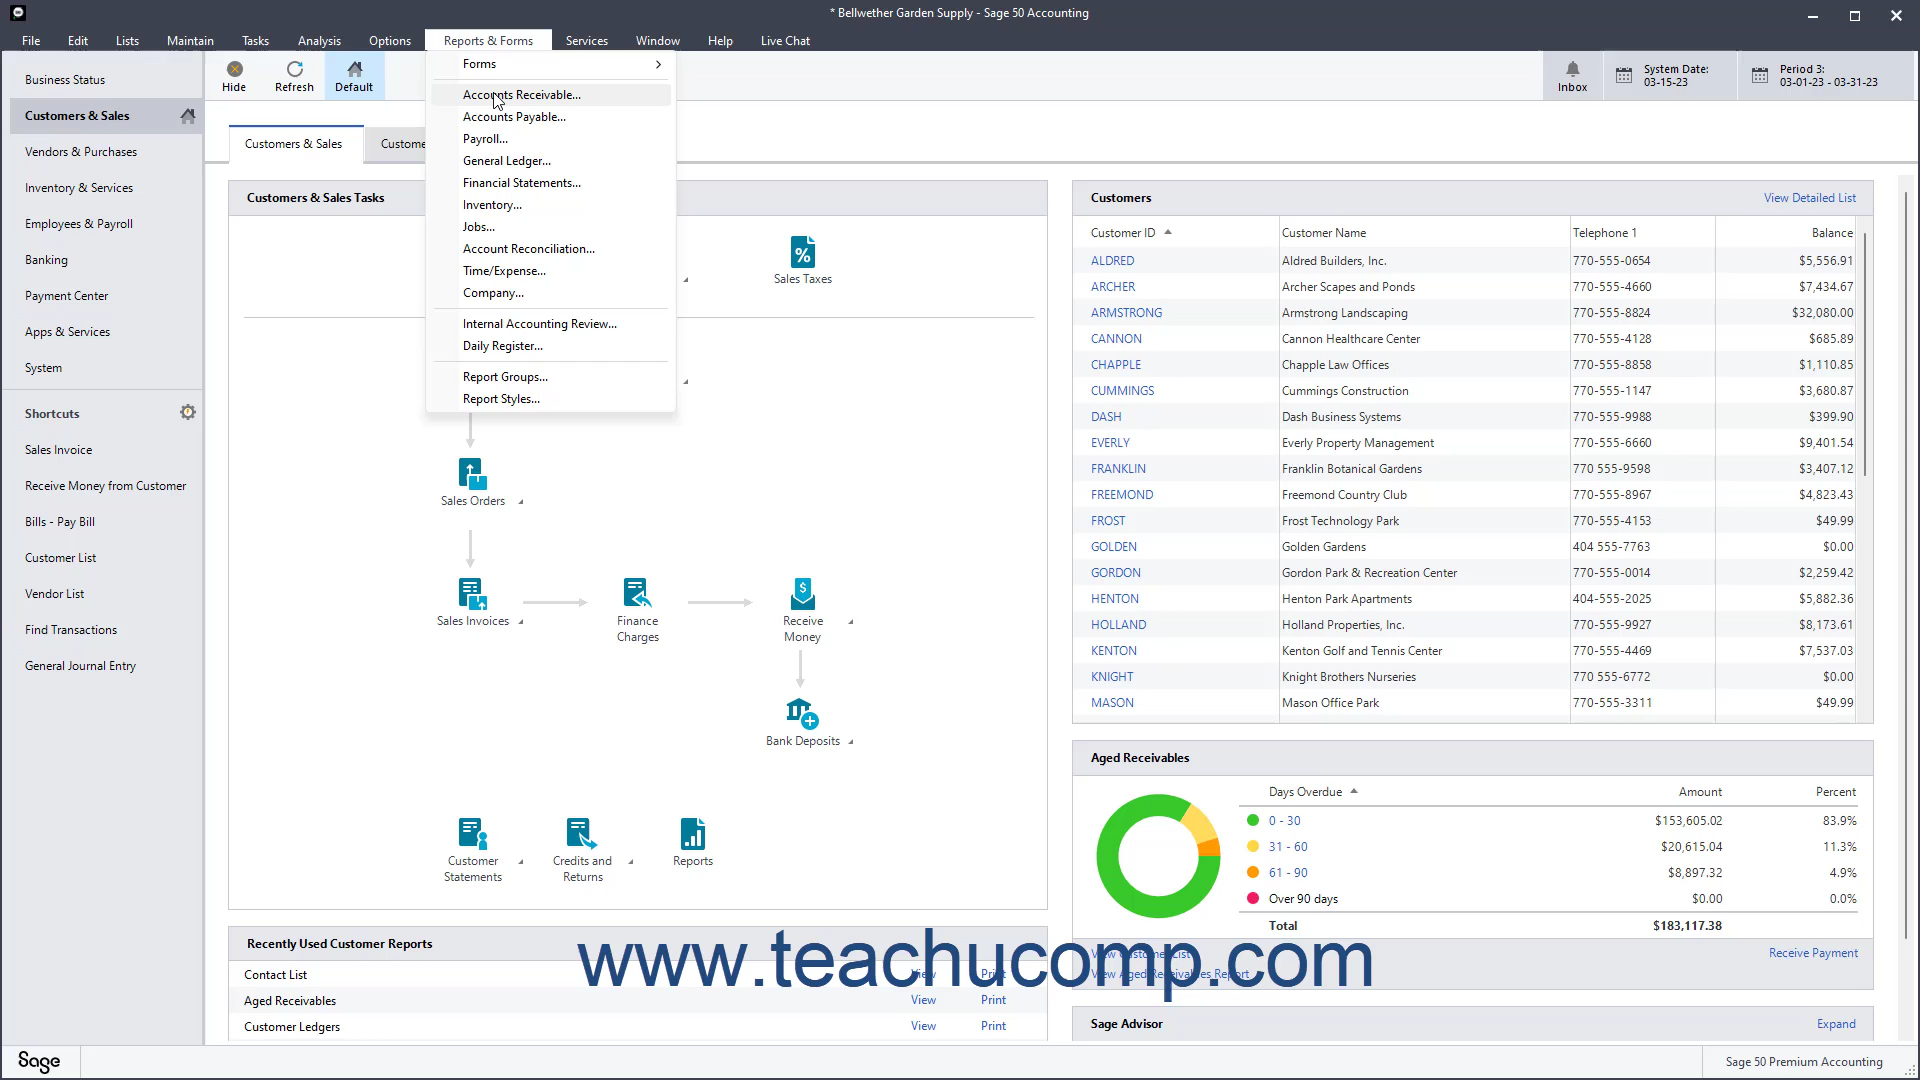 * Bellwether Garden Supply - Sage 50 Accounting
File Edit Lists Maintain Tasks Analysis Options Reports & Forms Services Window Help Live Chat
Business Status
Customers & Sales
Vendors & Purchases
Inventory & Services
Employees & Payroll
Banking
Payment Center
Apps & Services
System
Shortcuts
Sales Invoice
Receive Money from Customer
Bills - Pay Bill
Customer List
Vendor List
Find Transactions
General Journal Entry
Hide Refresh Default
Inbox
System Date:
03-15-23
Period 3:
03-01-23 - 03-31-23
Forms
Accounts Receivable...
Accounts Payable...
Payroll...
General Ledger...
Financial Statements...
Inventory...
Jobs...
Account Reconciliation...
Time/Expense...
Company...
Internal Accounting Review...
Daily Register...
Report Groups...
Report Styles...
Customers & Sales Custome
Customers & Sales Tasks
Sales Taxes
Sales Orders
Sales Invoices
Finance
Charges
Receive
Money
Bank Deposits
Customer
Statements
Credits and
Returns
Reports
Recently Used Customer Reports
Contact List View Print
Aged Receivables View Print
Customer Ledgers View Print
Customers View Detailed List
Customer ID Customer Name Telephone 1 Balance
ALDRED Aldred Builders, Inc. 770-555-0654 $5,556.91
ARCHER Archer Scapes and Ponds 770-555-4660 $7,434.67
ARMSTRONG Armstrong Landscaping 770-555-8824 $32,080.00
CANNON Cannon Healthcare Center 770-555-4128 $685.89
CHAPPLE Chapple Law Offices 770-555-8858 $1,110.85
CUMMINGS Cummings Construction 770-555-1147 $3,680.87
DASH Dash Business Systems 770-555-9988 $399.90
EVERLY Everly Property Management 770-555-6660 $9,401.54
FRANKLIN Franklin Botanical Gardens 770 555-9598 $3,407.12
FREEMOND Freemond Country Club 770-555-8967 $4,823.43
FROST Frost Technology Park 770-555-4153 $49.99
GOLDEN Golden Gardens 404 555-7763 $0.00
GORDON Gordon Park & Recreation Center 770-555-0014 $2,259.42
HENTON Henton Park Apartments 404-555-2025 $5,882.36
HOLLAND Holland Properties, Inc. 770-555-9927 $8,173.61
KENTON Kenton Golf and Tennis Center 770-555-4469 $7,537.03
KNIGHT Knight Brothers Nurseries 770 555-6772 $0.00
MASON Mason Office Park 770-555-3311 $49.99
Aged Receivables
Days Overdue Amount Percent
0 - 30 $153,605.02 83.9%
31 - 60 $20,615.04 11.3%
61 - 90 $8,897.32 4.9%
Over 90 days $0.00 0.0%
Total $183,117.38
View Customer List Receive Payment
View Aged Receivables Report
Sage Advisor Expand
www.teachucomp.com
Sage
Sage 50 Premium Accounting